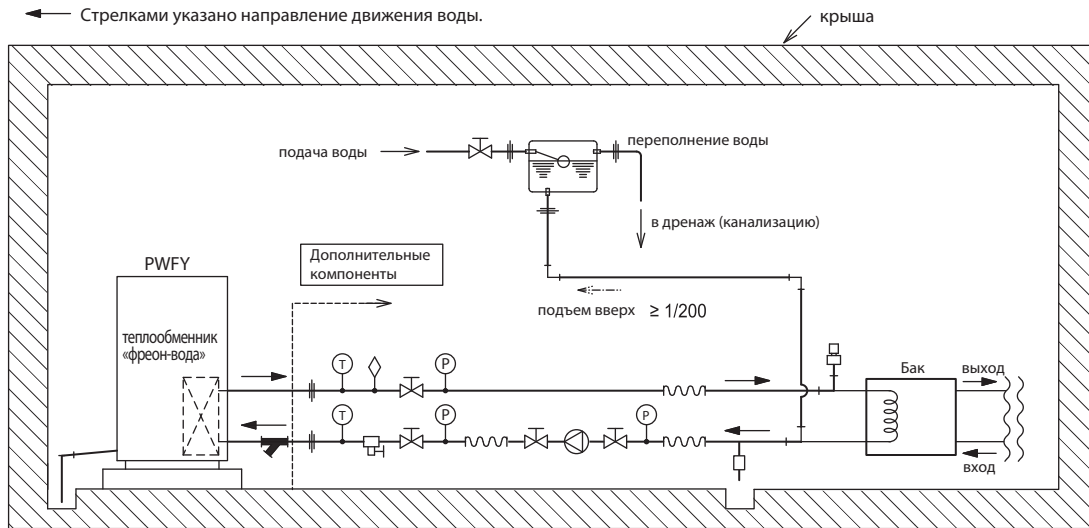 Стрелками указано направление движения воды.
крыша
подача воды
переполнение воды
в дренаж (канализацию)
Дополнительные
компоненты
PWFY
подъем вверх ≥ 1/200
теплообменник
«фреон-вода»
T
P
Бак
выход
T
P
P
вход